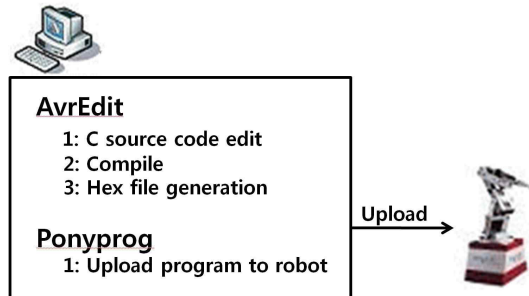 AvrEdit
1: C source code edit
2: Compile
3: Hex file generation
Upload
Ponyprog
1: Upload program to robot